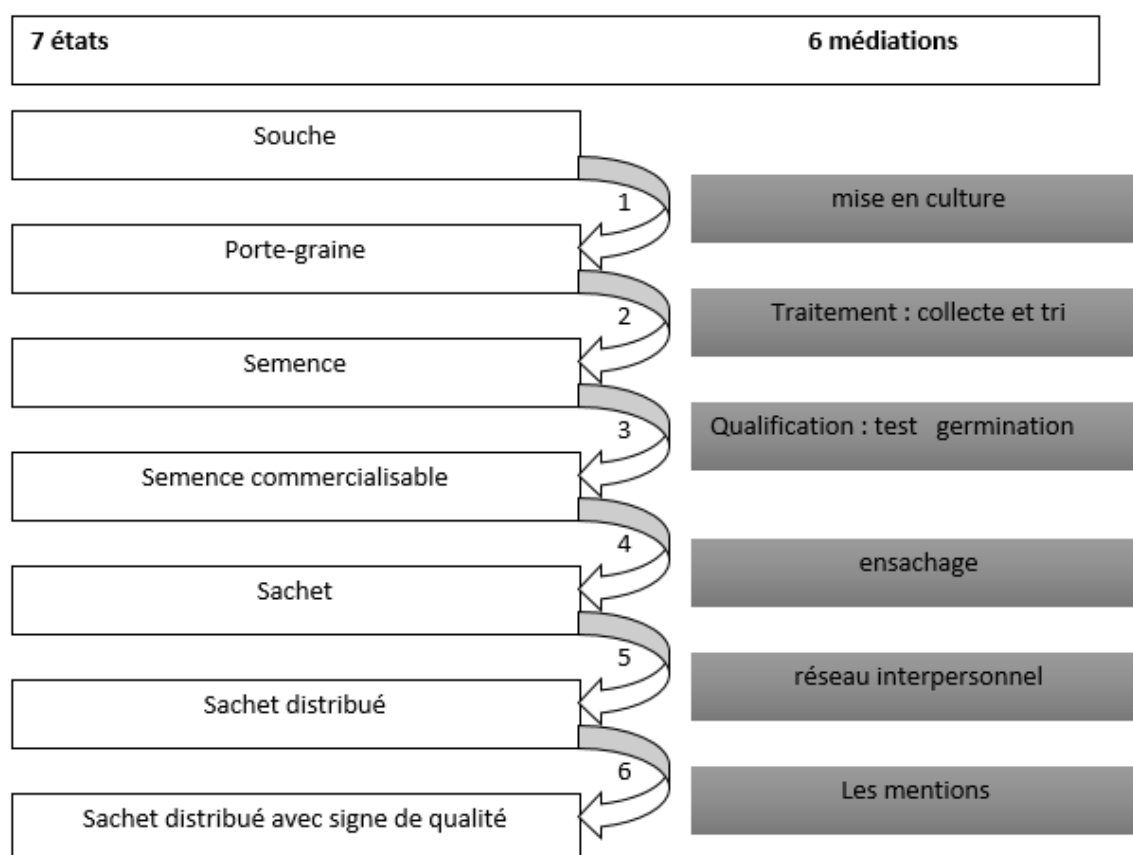 7 états 6 médiations
Souche
1 mise en culture
Porte-graine
2 Traitement : collecte et tri
Semence
3 Qualification : test germination
Semence commercialisable
4 ensachage
Sachet
5 réseau interpersonnel
Sachet distribué
6 Les mentions
Sachet distribué avec signe de qualité